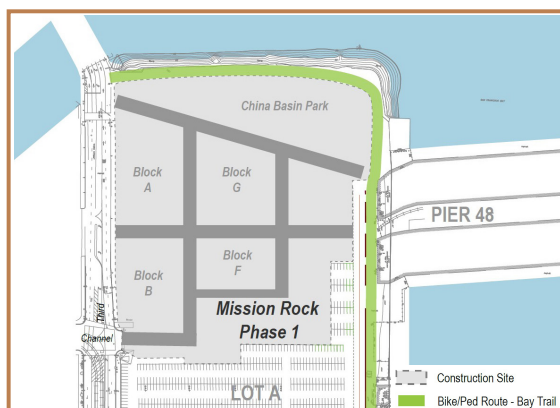 China Basin Park
Block
A
Block
G
PIER 48
Block
B
Block
F
Mission Rock
Phase 1
Third
Channel
LOT A
Construction Site
Bike/Ped Route - Bay Trail